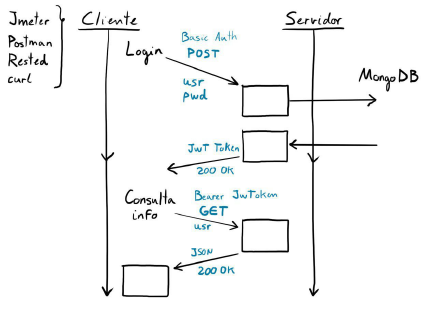 Jmeter
Postman
Rested
curl
Cliente
Servidor
Basic Auth
POST
Login
usr
pwd
MongoDB
JWT Token
200 OK
Consulta
info
Bearer JwToken
GET
usr
JSON
200 OK